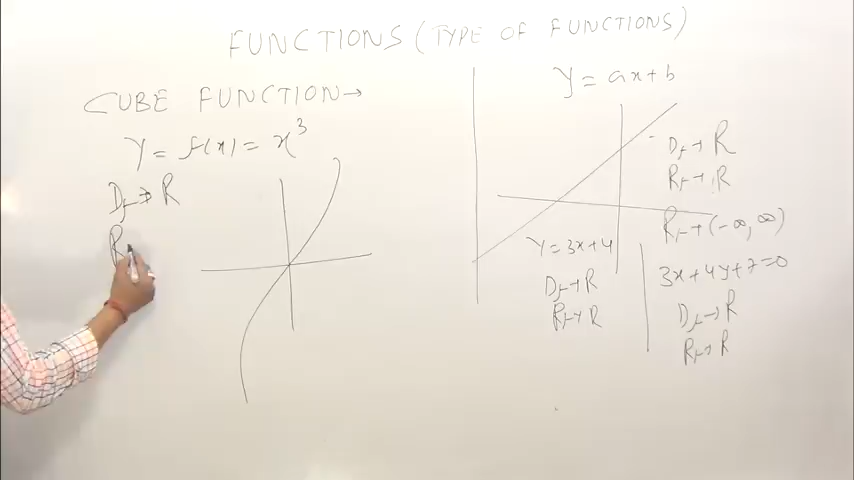 FUNCTIONS (TYPE OF FUNCTIONS)
CUBE FUNCTION→
y = f(x) = x³
Df → R
R
y = ax + b
Df → R
Rf → R
Rf → (-∞, ∞)
y = 3x + 4
Df → R
Rf → R
3x + 4y + 7 = 0
Df → R
Rf → R